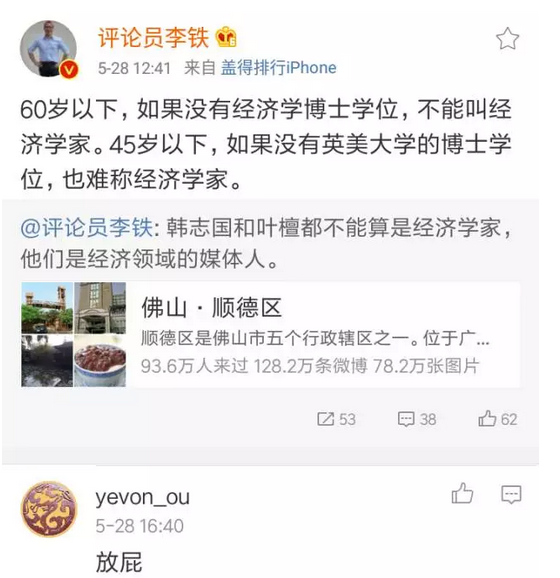 评论员李铁
5-28 12:41 来自 盖得排行iPhone
60岁以下，如果没有经济学博士学位，不能叫经
济学家。45岁以下，如果没有英美大学的博士学
位，也难称经济学家。
@评论员李铁: 韩志国和叶檀都不能算是经济学家，
他们是经济领域的媒体人。
佛山·顺德区
顺德区是佛山市五个行政辖区之一。位于广...
93.6万人来过 128.2万条微博 78.2万张图片
53 38 62
yevon_ou
5-28 16:40
放屁